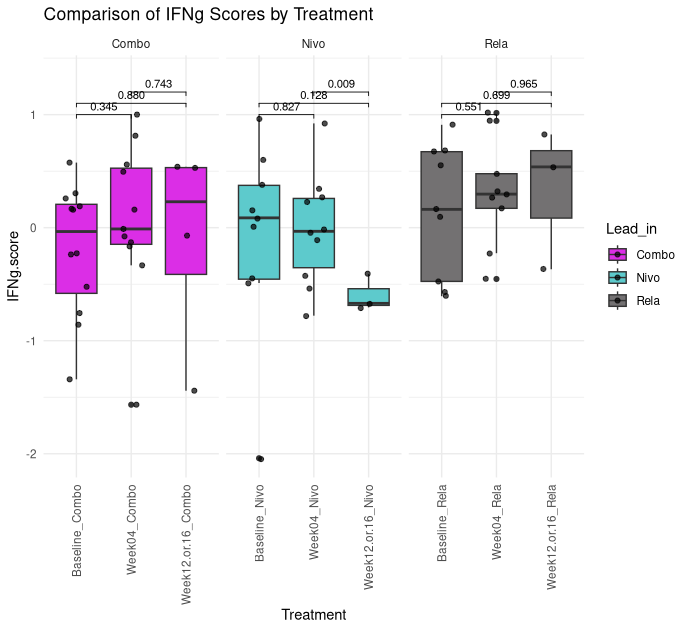 Comparison of IFNg Scores by Treatment
Combo
Nivo
Rela
0.743
0.880
0.345
0.009
0.128
0.827
0.965
0.699
0.551
1
0
-1
-2
IFNg.score
Lead_in
Combo
Nivo
Rela
Baseline_Combo
Week04_Combo
Week12.or.16_Combo
Baseline_Nivo
Week04_Nivo
Week12.or.16_Nivo
Baseline_Rela
Week04_Rela
Week12.or.16_Rela
Treatment